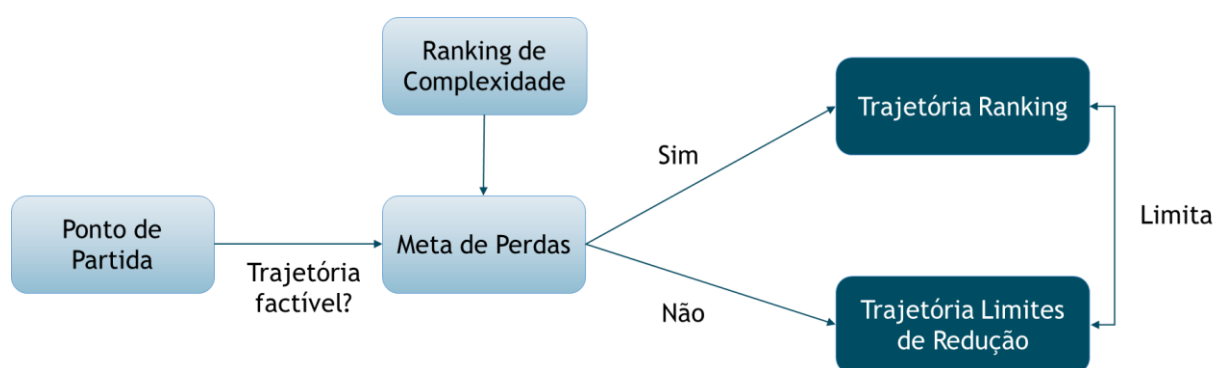 Ranking de
Complexidade
Trajetória Ranking
Sim
Ponto de
Partida
Trajetória
factível?
Meta de Perdas
Limita
Não
Trajetória Limites
de Redução